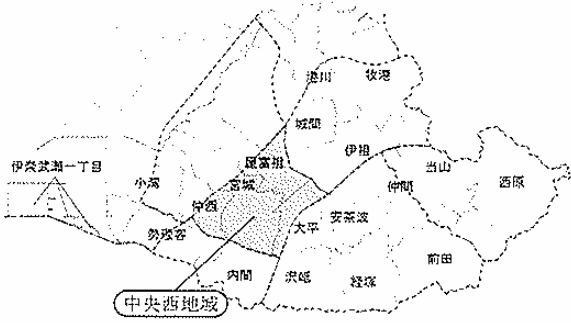 港川
牧港
城間
屋富祖
伊祖
当山
伊奈武瀬一丁目
小湾
宮城
仲間
西原
仲西
勢理客
大平
安波茶
前田
内間
沢岻
経塚
中央西地域